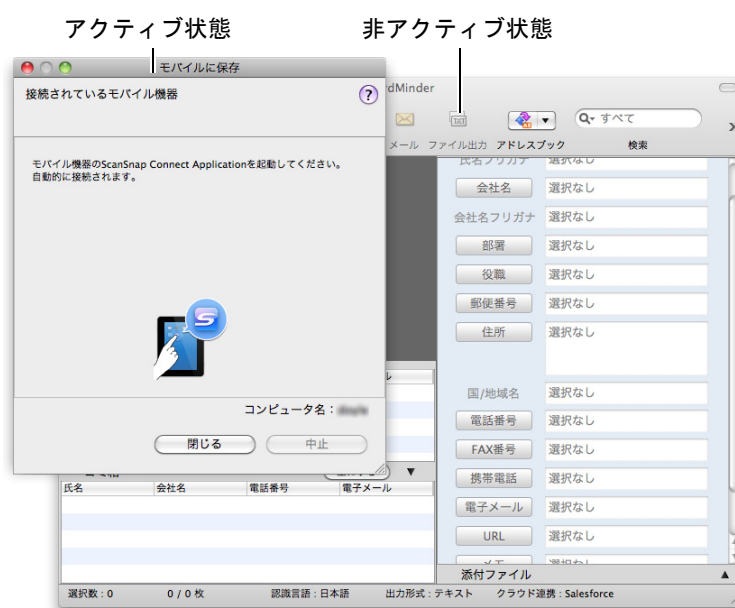 アクティブ状態
非アクティブ状態
モバイルに保存
接続されているモバイル機器
?
モバイル機器のScanSnap Connect Applicationを起動してください。
自動的に接続されます。
S
コンピュータ名：
閉じる
中止
dMinder
TXT
すべて
メール ファイル出力 アドレスブック 検索
氏名フリガナ 選択なし
会社名 選択なし
会社名フリガナ 選択なし
部署 選択なし
役職 選択なし
郵便番号 選択なし
住所 選択なし
国/地域名 選択なし
電話番号 選択なし
FAX番号 選択なし
携帯電話 選択なし
電子メール 選択なし
URL 選択なし
メモ 選択なし
添付ファイル
氏名 会社名 電話番号 電子メール
選択数：0 0 / 0 枚 認識言語：日本語 出力形式：テキスト クラウド連携：Salesforce